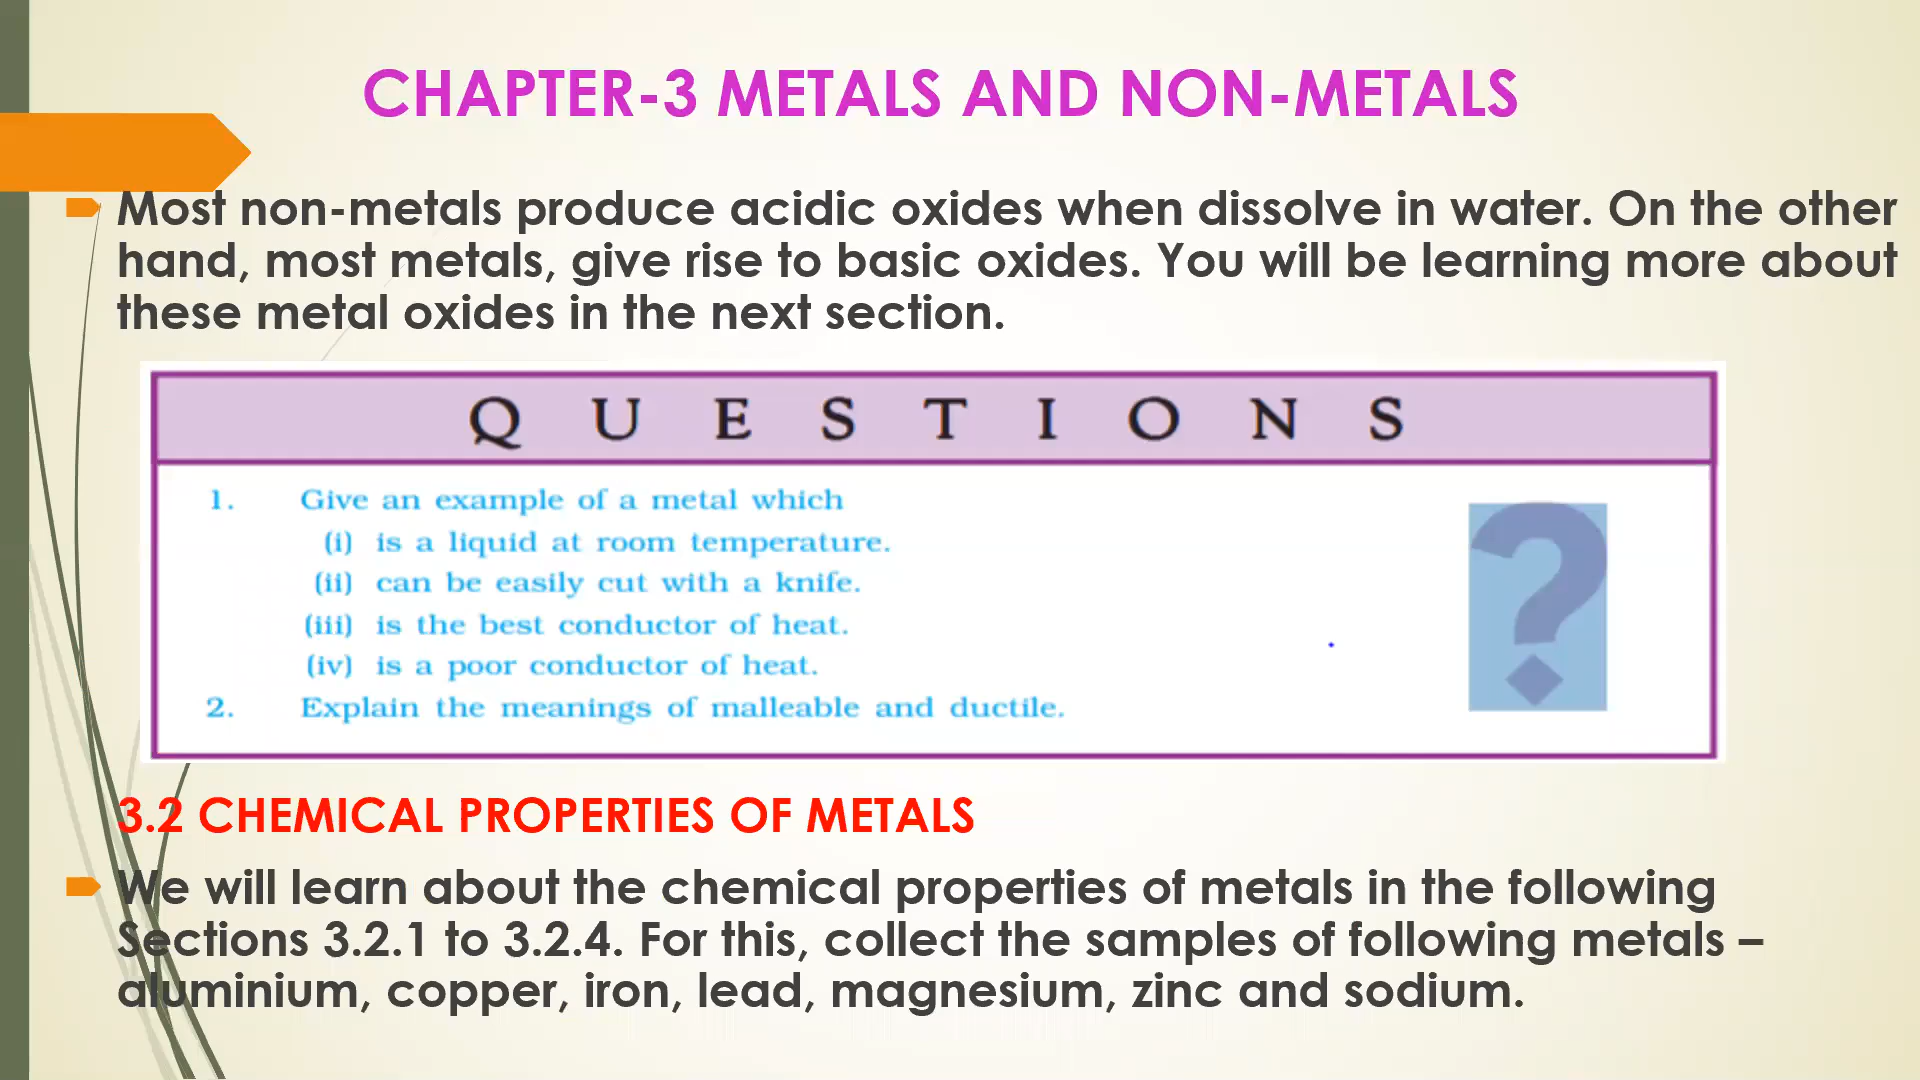 CHAPTER-3 METALS AND NON-METALS
Most non-metals produce acidic oxides when dissolve in water. On the other
hand, most metals, give rise to basic oxides. You will be learning more about
these metal oxides in the next section.
Q U E S T I O N S
1. Give an example of a metal which
(i) is a liquid at room temperature.
(ii) can be easily cut with a knife.
(iii) is the best conductor of heat.
(iv) is a poor conductor of heat.
2. Explain the meanings of malleable and ductile.
?
3.2 CHEMICAL PROPERTIES OF METALS
We will learn about the chemical properties of metals in the following
Sections 3.2.1 to 3.2.4. For this, collect the samples of following metals –
aluminium, copper, iron, lead, magnesium, zinc and sodium.